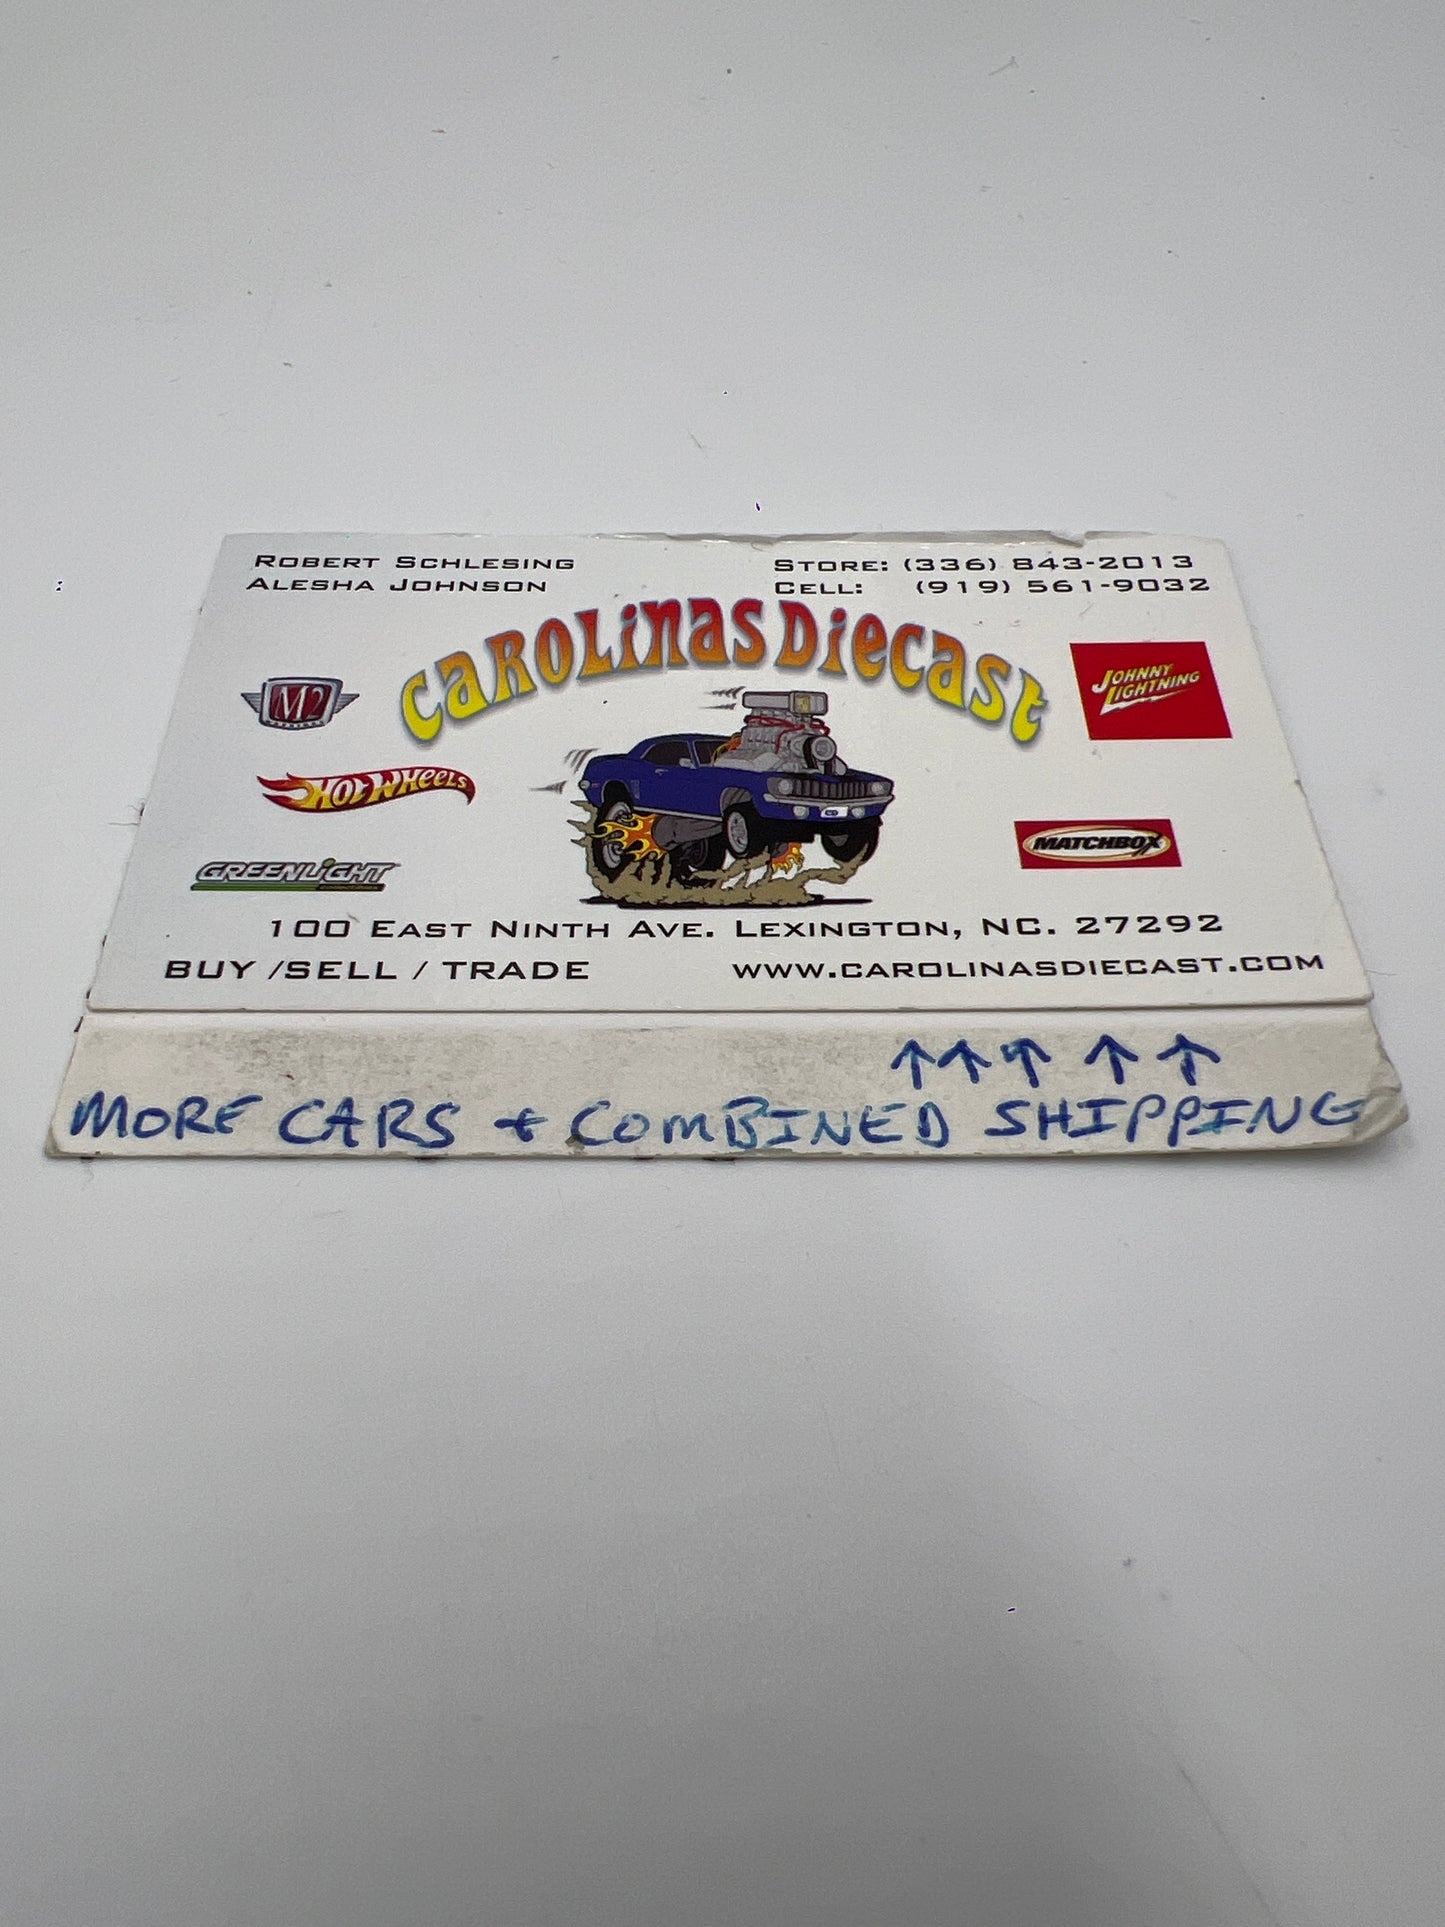 ROBERT SCHLESING
ALESHA JOHNSON
STORE: (336) 843-2013
CELL: (919) 561-9032
CAROLINAS DIECAST
M2
JOHNNY LIGHTNING
HOT WHEELS
GREENLIGHT
MATCHBOX
100 EAST NINTH AVE. LEXINGTON, NC. 27292
BUY /SELL / TRADE
WWW.CAROLINASDIECAST.COM
↑↑↑ ↑ ↑
MORE CARS + COMBINED SHIPPING